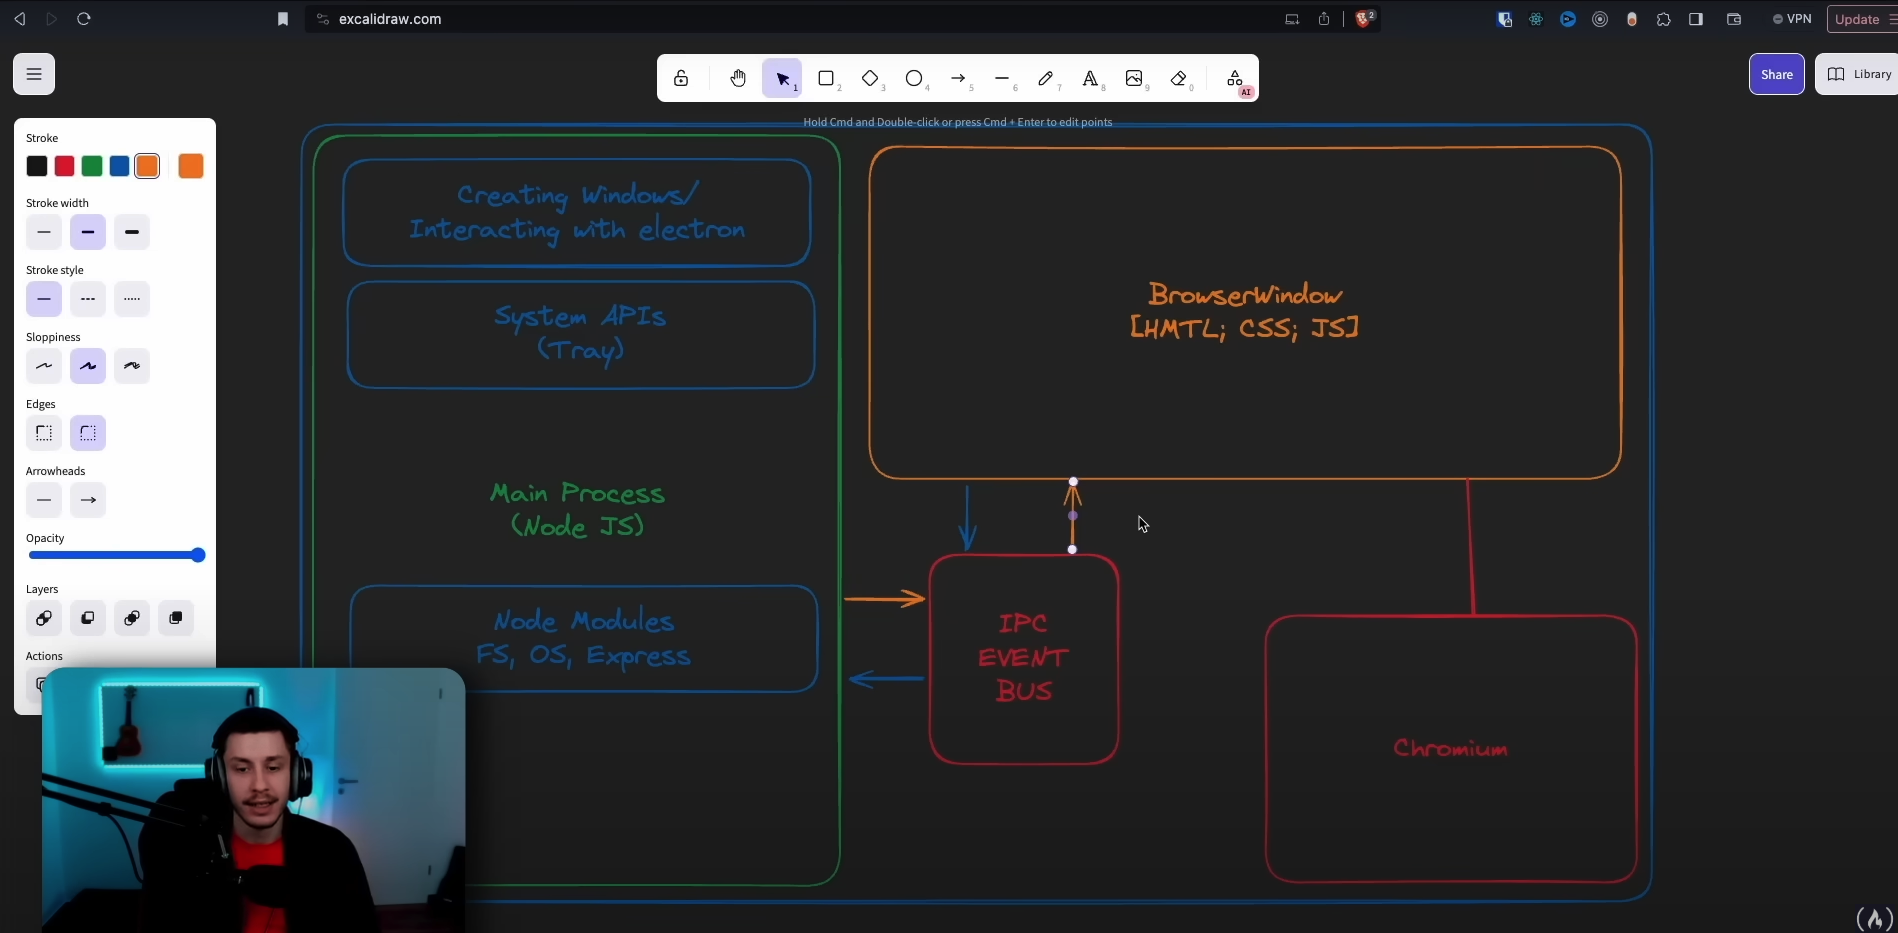 excalidraw.com
2
VPN
Update
1
2
3
4
5
6
7
8
9
0
AI
Share
Library
Hold Cmd and Double-click or press Cmd + Enter to edit points
Stroke
Stroke width
Stroke style
Sloppiness
Edges
Arrowheads
Opacity
Layers
Actions
Creating Windows/
Interacting with electron
System APIs
(Tray)
Main Process
(Node JS)
Node Modules
FS, OS, Express
BrowserWindow
[HMTL; CSS; JS]
IPC
EVENT
BUS
Chromium